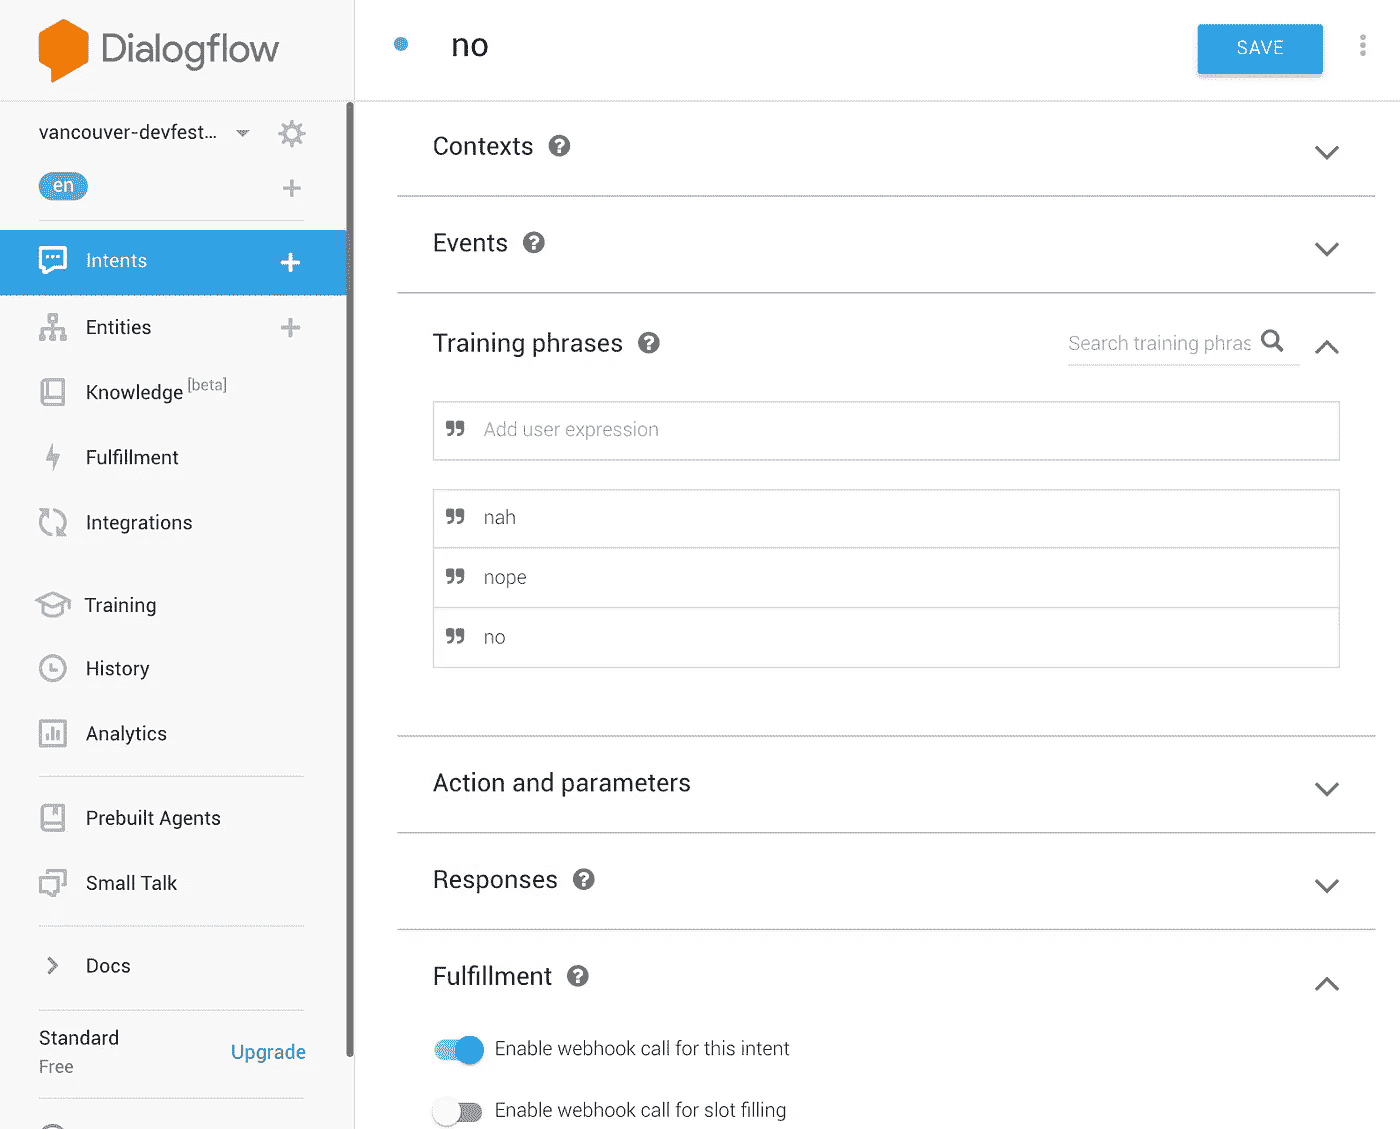 Dialogflow
vancouver-devfest...
en
Intents
Entities
Knowledge [beta]
Fulfillment
Integrations
Training
History
Analytics
Prebuilt Agents
Small Talk
Docs
Standard
Free
Upgrade
no
SAVE
Contexts
Events
Training phrases
Search training phras
Add user expression
nah
nope
no
Action and parameters
Responses
Fulfillment
Enable webhook call for this intent
Enable webhook call for slot filling